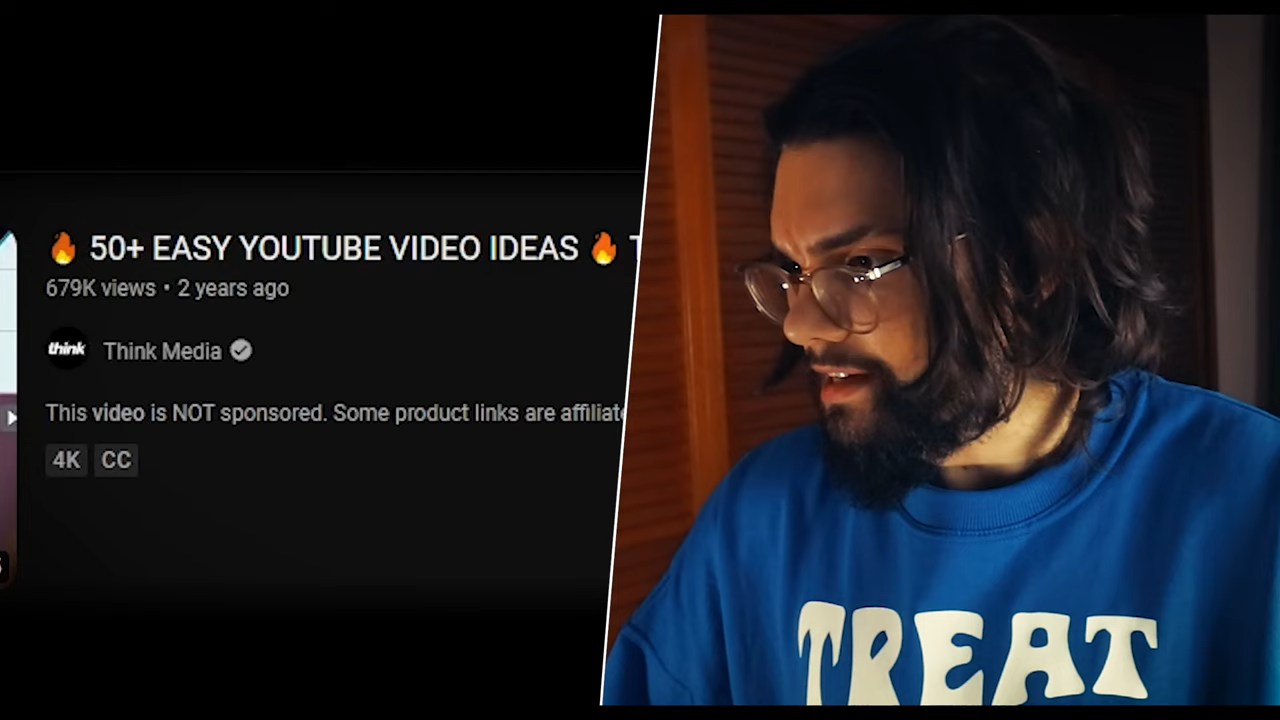 🔥 50+ EASY YOUTUBE VIDEO IDEAS 🔥
679K views • 2 years ago
think Think Media
This video is NOT sponsored. Some product links are affiliate
4K CC
TREAT